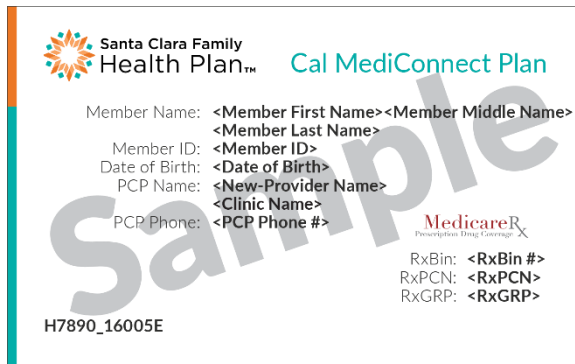 Santa Clara Family
Health Plan™
Cal MediConnect Plan
Member Name: <Member First Name><Member Middle Name>
<Member Last Name>
Member ID: <Member ID>
Date of Birth: <Date of Birth>
PCP Name: <New-Provider Name>
<Clinic Name>
PCP Phone: <PCP Phone #>
Sample
MedicareRx
Prescription Drug Coverage
RxBin: <RxBin #>
RxPCN: <RxPCN>
RxGRP: <RxGRP>
H7890_16005E